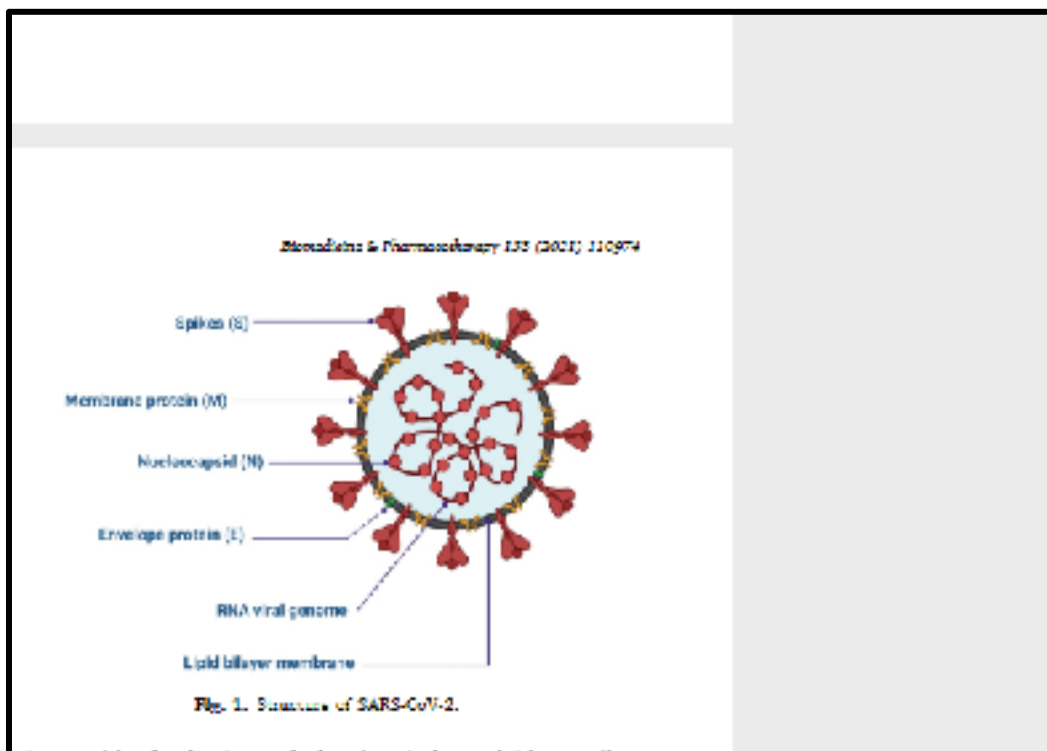 Biomedicine & Pharmacotherapy 133 (2021) 110974
Spikes (S)
Membrane protein (M)
Nucleocapsid (N)
Envelope protein (E)
RNA viral genome
Lipid bilayer membrane
Fig. 1. Structure of SARS-CoV-2.